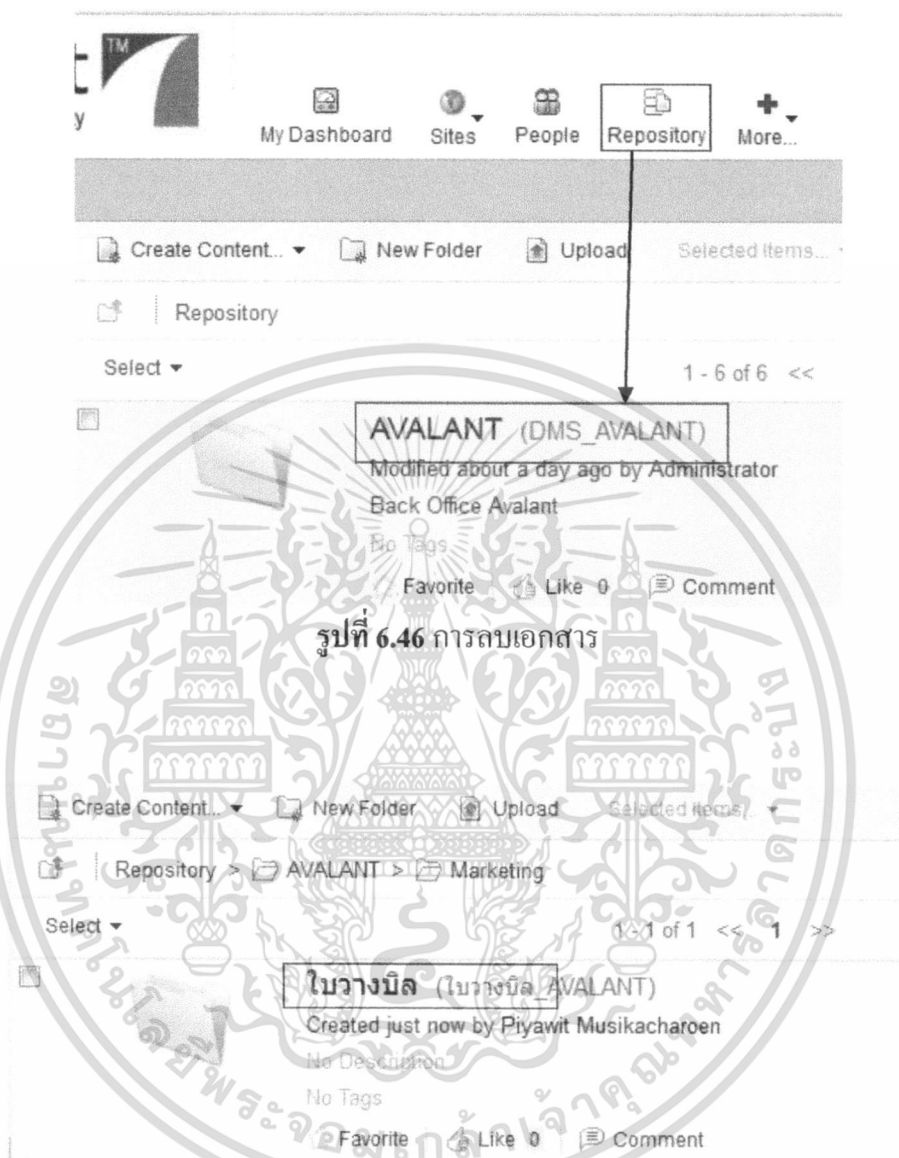 TM
t
y
My Dashboard Sites People Repository More...
Create Content... New Folder Upload Selected Items...
Repository
Select 1 - 6 of 6 <<
AVALANT (DMS_AVALANT)
Modified about a day ago by Administrator
Back Office Avalant
No Tags
Favorite Like 0 Comment
รูปที่ 6.46 การลบเอกสาร
Create Content... New Folder Upload Selected Items...
Repository > AVALANT > Marketing
Select 1 - 1 of 1 << 1 >>
ใบวางบิล (ใบวางบิล_AVALANT)
Created just now by Piyawit Musikacharoen
No Description
No Tags
Favorite Like 0 Comment